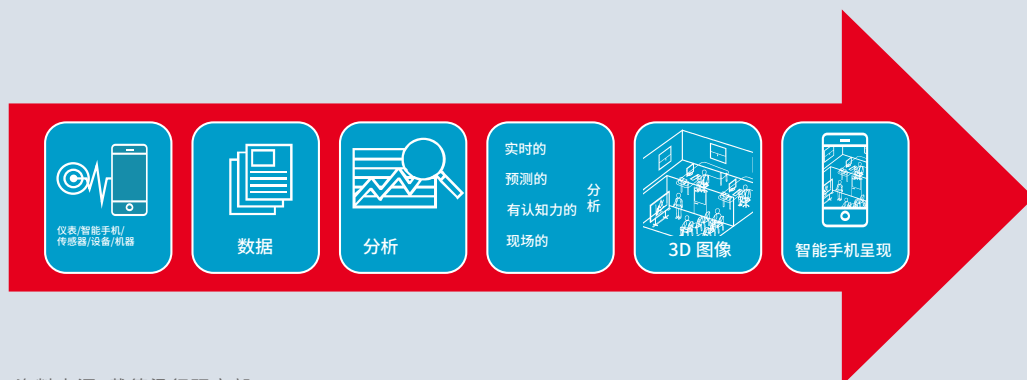 仪表/智能手机/
传感器/设备/机器
数据
分析
实时的
预测的
有认知力的
现场的
分析
3D 图像
智能手机呈现